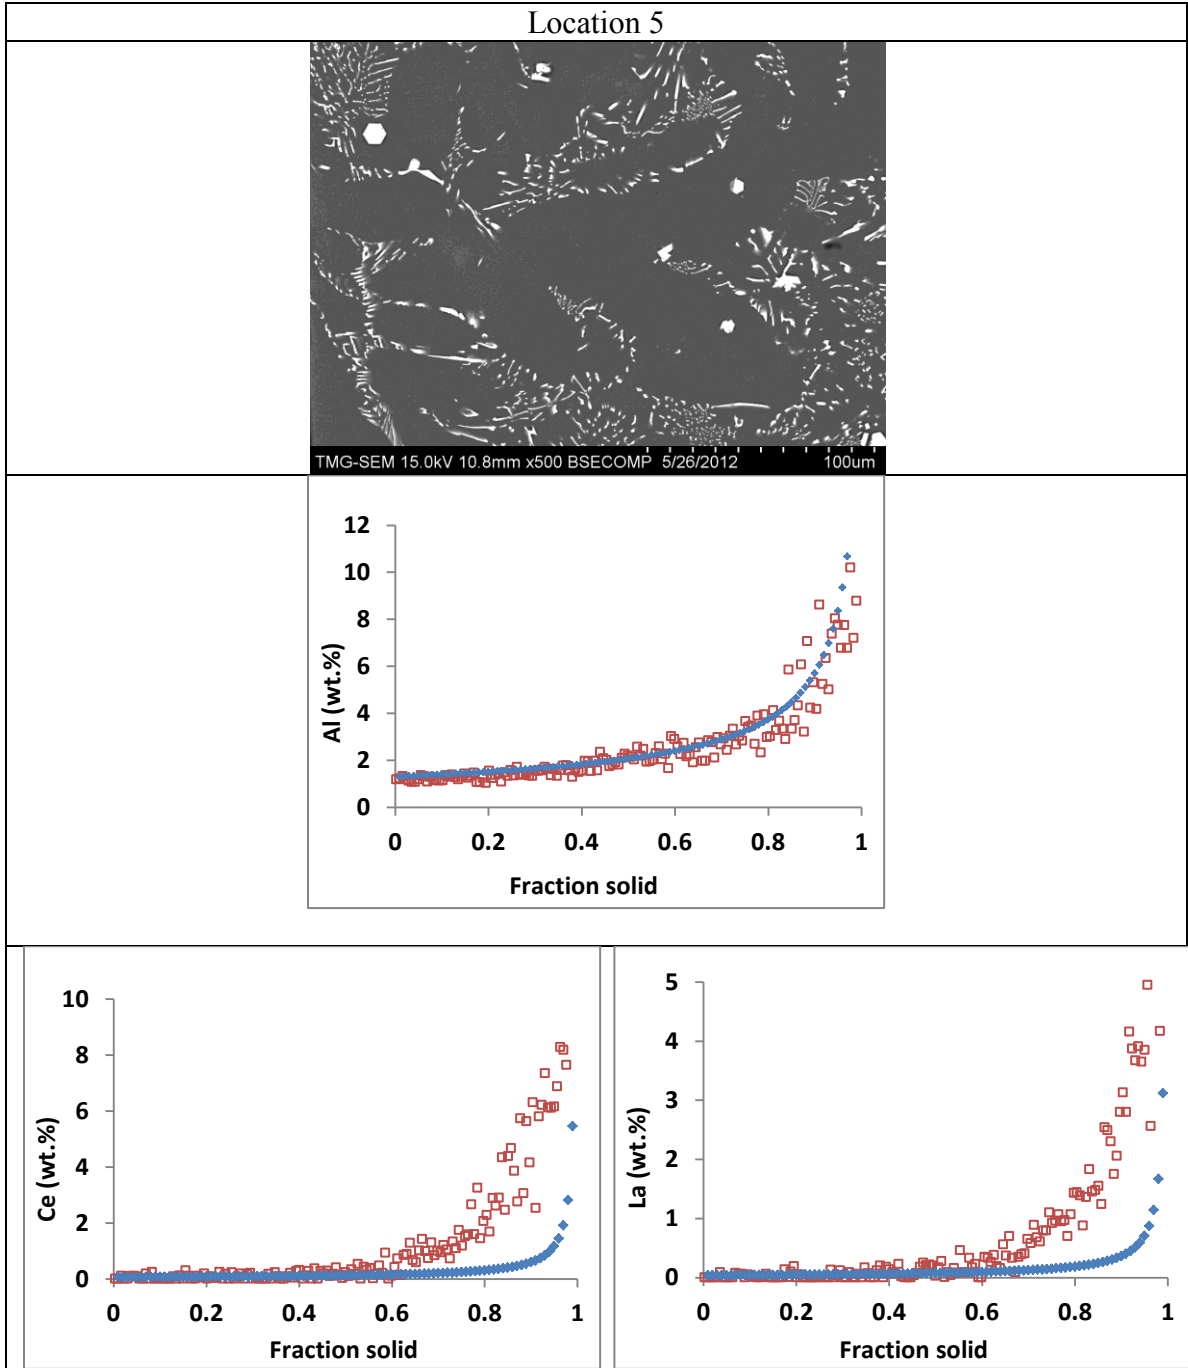 Location 5
TMG-SEM 15.0kV 10.8mm x500 BSECOMP 5/26/2012 100um
12
10
8
6
4
2
0
Al (wt.%)
0 0.2 0.4 0.6 0.8 1
Fraction solid
10
8
6
4
2
0
Ce (wt.%)
0 0.2 0.4 0.6 0.8 1
Fraction solid
5
4
3
2
1
0
La (wt.%)
0 0.2 0.4 0.6 0.8 1
Fraction solid